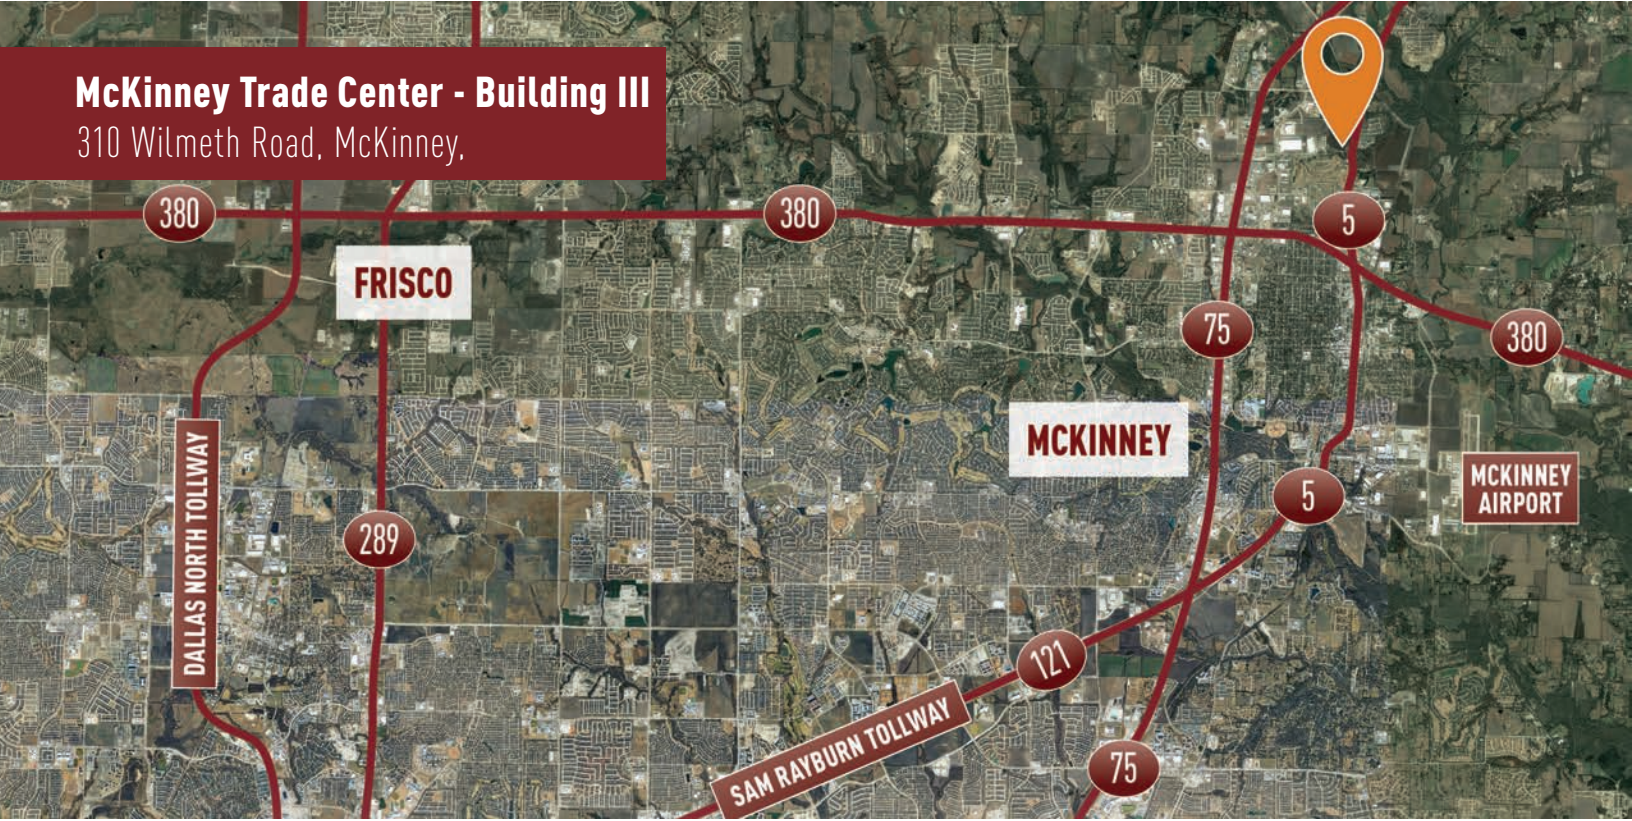 McKinney Trade Center - Building III
310 Wilmeth Road, McKinney,
380
380
5
FRISCO
75
380
MCKINNEY
MCKINNEY
AIRPORT
5
DALLAS NORTH TOLLWAY
289
121
SAM RAYBURN TOLLWAY
75